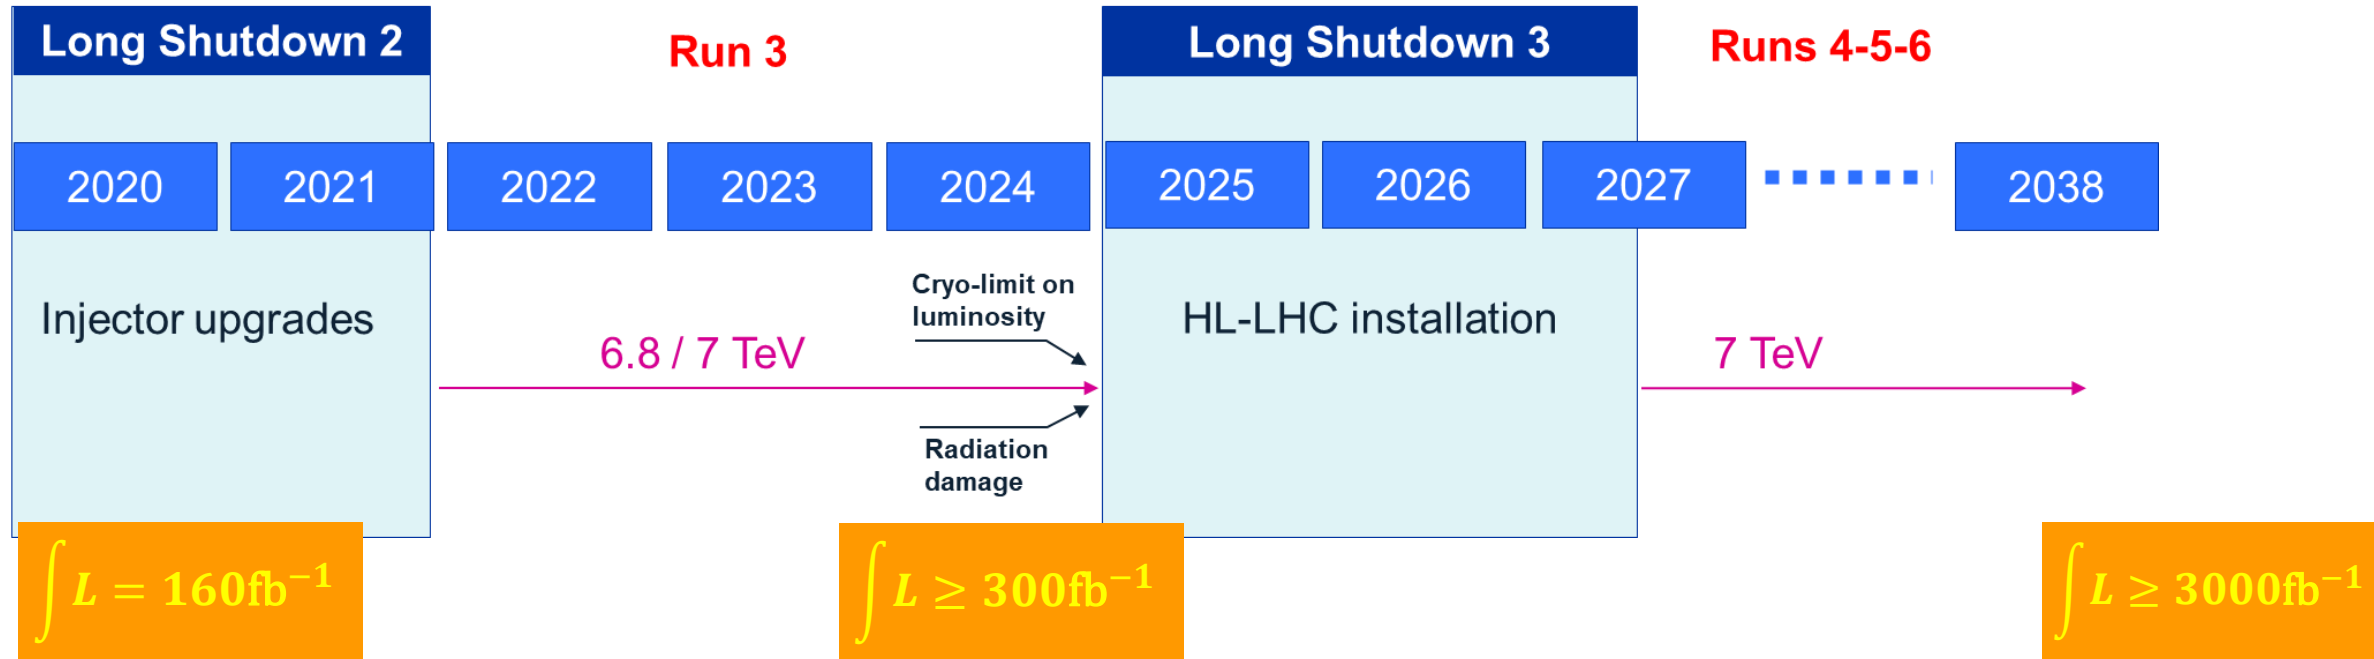 Long Shutdown 2
Run 3
Long Shutdown 3
Runs 4-5-6
2020
2021
2022
2023
2024
2025
2026
2027
2038
Injector upgrades
6.8 / 7 TeV
Cryo-limit on
luminosity
Radiation
damage
HL-LHC installation
7 TeV
∫L = 160fb⁻¹
∫L ≥ 300fb⁻¹
∫L ≥ 3000fb⁻¹